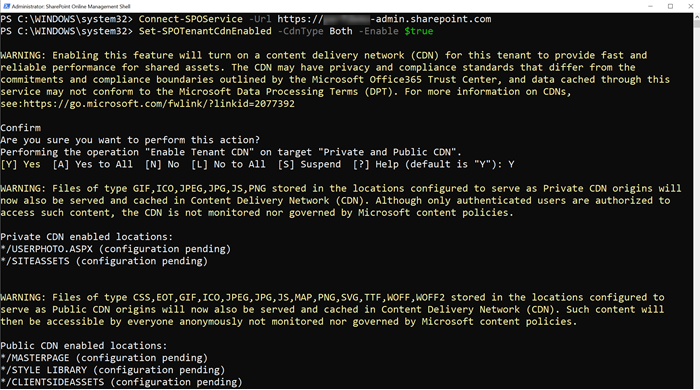 Administrator: SharePoint Online Management Shell
PS C:\WINDOWS\system32> Connect-SPOService -Url https://-admin.sharepoint.com
PS C:\WINDOWS\system32> Set-SPOTenantCdnEnabled -CdnType Both -Enable $true
WARNING: Enabling this feature will turn on a content delivery network (CDN) for this tenant to provide fast and
reliable performance for shared assets. The CDN may have privacy and compliance standards that differ from the
commitments and compliance boundaries outlined by the Microsoft Office365 Trust Center, and data cached through this
service may not conform to the Microsoft Data Processing Terms (DPT). For more information on CDNs,
see:https://go.microsoft.com/fwlink/?linkid=2077392
Confirm
Are you sure you want to perform this action?
Performing the operation "Enable Tenant CDN" on target "Private and Public CDN".
[Y] Yes [A] Yes to All [N] No [L] No to All [S] Suspend [?] Help (default is "Y"): Y
WARNING: Files of type GIF,ICO,JPEG,JPG,JS,PNG stored in the locations configured to serve as Private CDN origins will
now also be served and cached in Content Delivery Network (CDN). Although only authenticated users are authorized to
access such content, the CDN is not monitored nor governed by Microsoft content policies.
Private CDN enabled locations:
*/USERPHOTO.ASPX (configuration pending)
*/SITEASSETS (configuration pending)
WARNING: Files of type CSS,EOT,GIF,ICO,JPEG,JPG,JS,MAP,PNG,SVG,TTF,WOFF,WOFF2 stored in the locations configured to
serve as Public CDN origins will now also be served and cached in Content Delivery Network (CDN). Such content will
then be accessible by everyone anonymously not monitored nor governed by Microsoft content policies.
Public CDN enabled locations:
*/MASTERPAGE (configuration pending)
*/STYLE LIBRARY (configuration pending)
*/CLIENTSIDEASSETS (configuration pending)